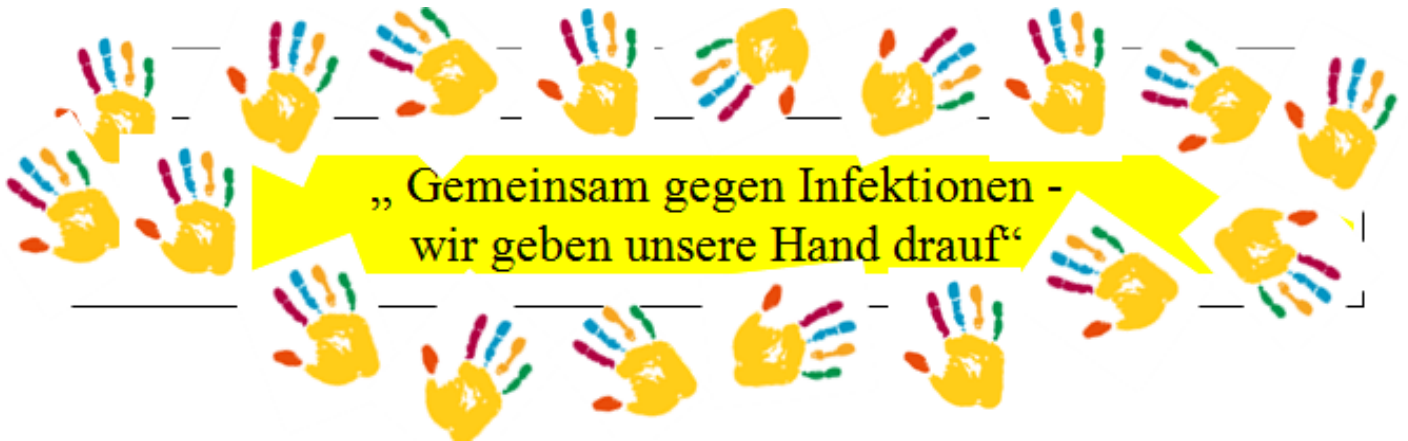 „ Gemeinsam gegen Infektionen -
wir geben unsere Hand drauf“